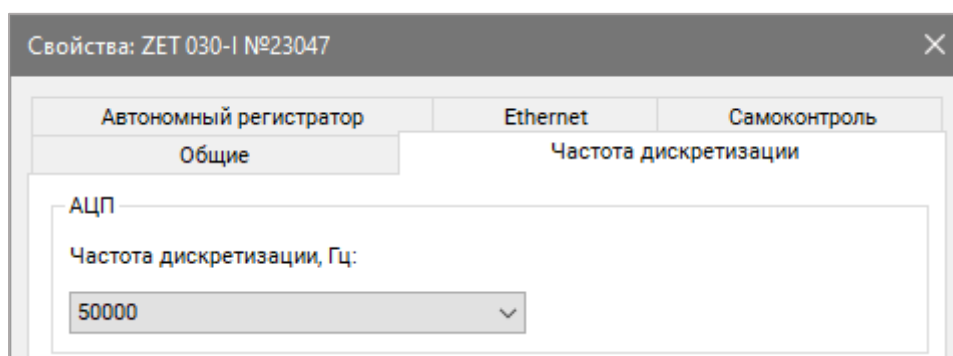 Свойства: ZET 030-I №23047
Автономный регистратор Ethernet Самоконтроль
Общие Частота дискретизации
АЦП
Частота дискретизации, Гц:
50000